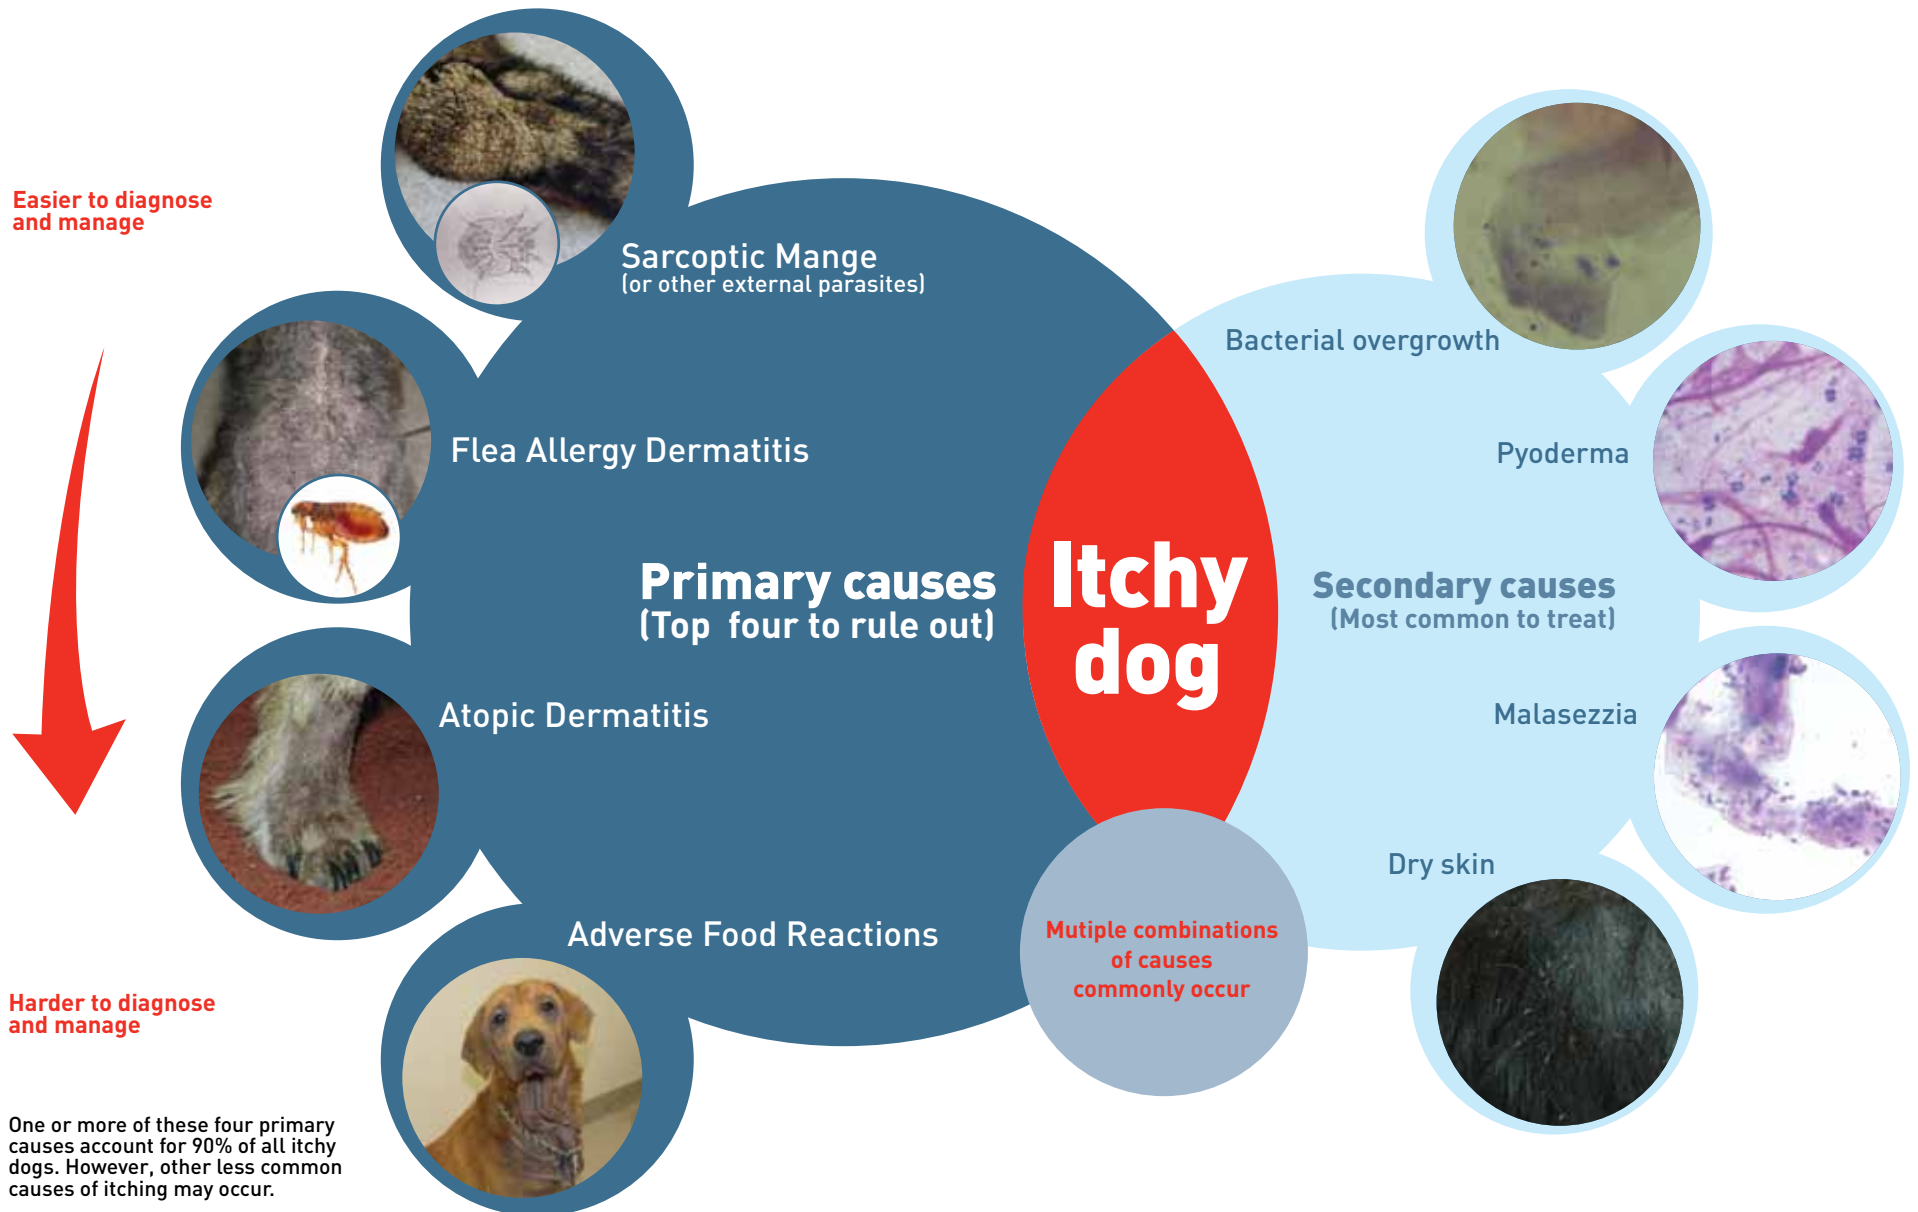 Easier to diagnose
and manage
Sarcoptic Mange
(or other external parasites)
Flea Allergy Dermatitis
Primary causes
(Top four to rule out)
Atopic Dermatitis
Adverse Food Reactions
Harder to diagnose
and manage
One or more of these four primary
causes account for 90% of all itchy
dogs. However, other less common
causes of itching may occur.
Itchy
dog
Mutiple combinations
of causes
commonly occur
Bacterial overgrowth
Pyoderma
Secondary causes
(Most common to treat)
Malasezzia
Dry skin